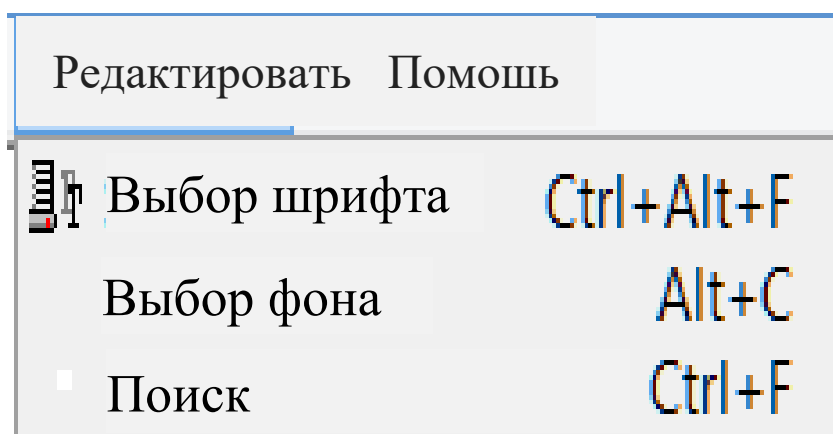 Редактировать Помошь
Выбор шрифта Ctrl+Alt+F
Выбор фона Alt+C
Поиск Ctrl+F